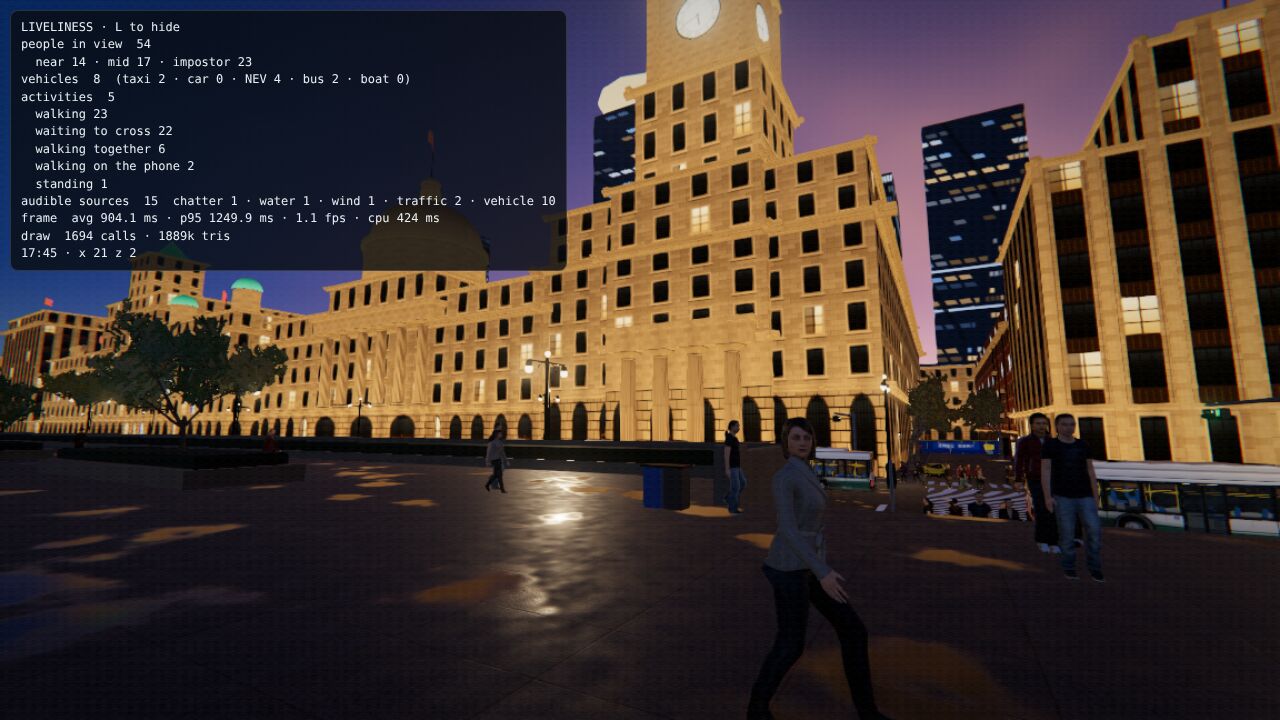 LIVELINESS · L to hide
people in view  54
near 14 · mid 17 · impostor 23
vehicles  8  (taxi 2 · car 0 · NEV 4 · bus 2 · boat 0)
activities  5
walking 23
waiting to cross 22
walking together 6
walking on the phone 2
standing 1
audible sources  15  chatter 1 · water 1 · wind 1 · traffic 2 · vehicle 10
frame  avg 904.1 ms · p95 1249.9 ms · 1.1 fps · cpu 424 ms
draw  1694 calls · 1889k tris
17:45 · x 21 z 2